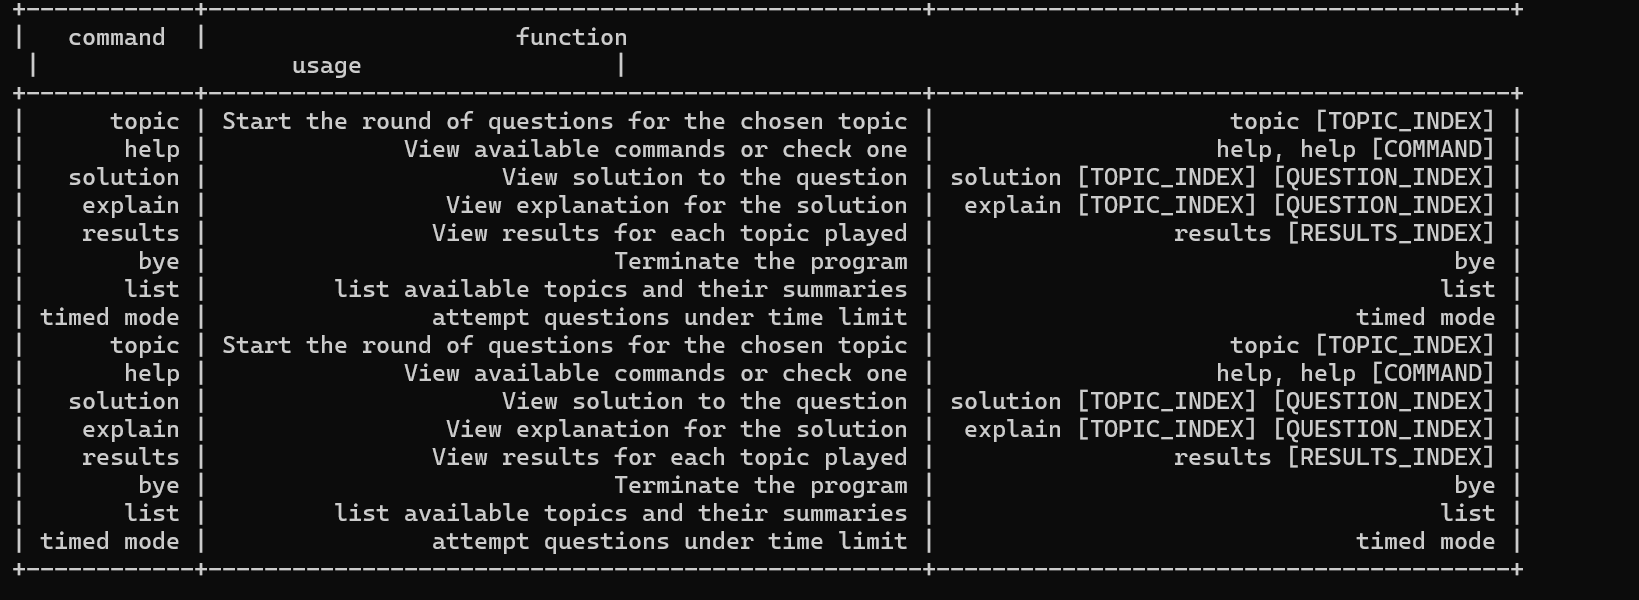 +------------+---------------------------------------------------+-----------------------------------------+
|   command  |                      function
 |                  usage                  |
+------------+---------------------------------------------------+-----------------------------------------+
|      topic | Start the round of questions for the chosen topic |                     topic [TOPIC_INDEX] |
|       help |              View available commands or check one |                    help, help [COMMAND] |
|   solution |                     View solution to the question | solution [TOPIC_INDEX] [QUESTION_INDEX] |
|    explain |                 View explanation for the solution |  explain [TOPIC_INDEX] [QUESTION_INDEX] |
|    results |                View results for each topic played |                 results [RESULTS_INDEX] |
|        bye |                             Terminate the program |                                     bye |
|       list |         list available topics and their summaries |                                    list |
| timed mode |                attempt questions under time limit |                              timed mode |
|      topic | Start the round of questions for the chosen topic |                     topic [TOPIC_INDEX] |
|       help |              View available commands or check one |                    help, help [COMMAND] |
|   solution |                     View solution to the question | solution [TOPIC_INDEX] [QUESTION_INDEX] |
|    explain |                 View explanation for the solution |  explain [TOPIC_INDEX] [QUESTION_INDEX] |
|    results |                View results for each topic played |                 results [RESULTS_INDEX] |
|        bye |                             Terminate the program |                                     bye |
|       list |         list available topics and their summaries |                                    list |
| timed mode |                attempt questions under time limit |                              timed mode |
+------------+---------------------------------------------------+-----------------------------------------+